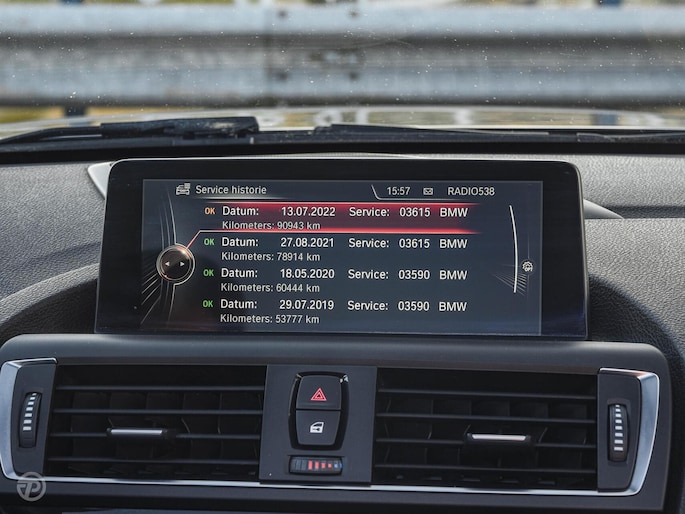 Service historie 15:57 RADIO538
OK Datum: 13.07.2022 Service: 03615 BMW
Kilometers: 90943 km
OK Datum: 27.08.2021 Service: 03615 BMW
Kilometers: 78914 km
OK Datum: 18.05.2020 Service: 03590 BMW
Kilometers: 60444 km
OK Datum: 29.07.2019 Service: 03590 BMW
Kilometers: 53777 km